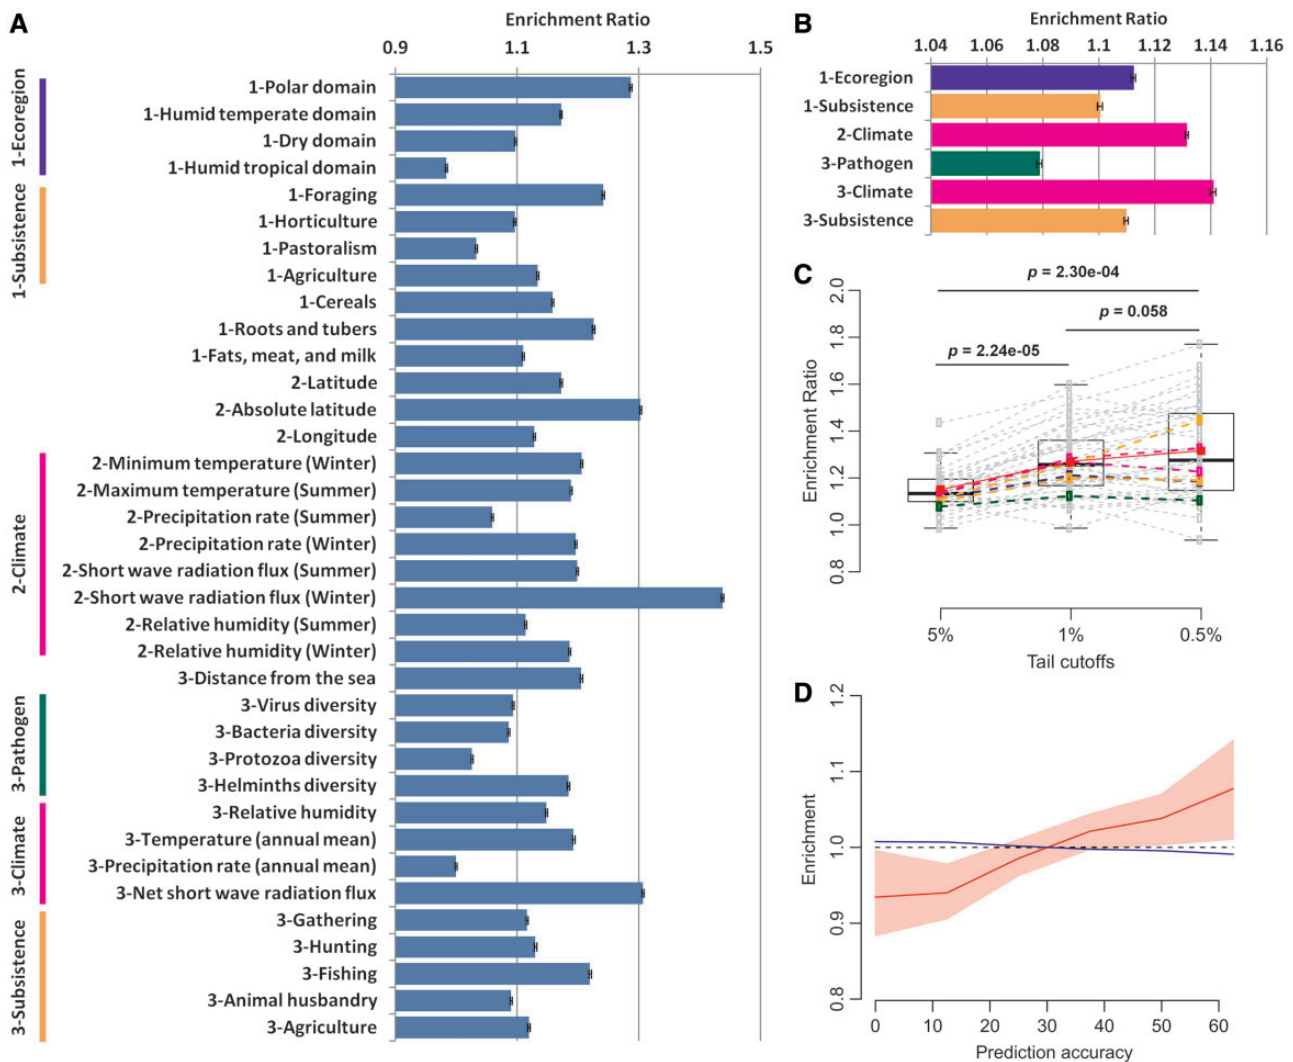 A
Enrichment Ratio
0.9 1.1 1.3 1.5
1-Ecoregion
1-Subsistence
2-Climate
3-Pathogen
3-Climate
3-Subsistence
1-Polar domain
1-Humid temperate domain
1-Dry domain
1-Humid tropical domain
1-Foraging
1-Horticulture
1-Pastoralism
1-Agriculture
1-Cereals
1-Roots and tubers
1-Fats, meat, and milk
2-Latitude
2-Absolute latitude
2-Longitude
2-Minimum temperature (Winter)
2-Maximum temperature (Summer)
2-Precipitation rate (Summer)
2-Precipitation rate (Winter)
2-Short wave radiation flux (Summer)
2-Short wave radiation flux (Winter)
2-Relative humidity (Summer)
2-Relative humidity (Winter)
3-Distance from the sea
3-Virus diversity
3-Bacteria diversity
3-Protozoa diversity
3-Helminths diversity
3-Relative humidity
3-Temperature (annual mean)
3-Precipitation rate (annual mean)
3-Net short wave radiation flux
3-Gathering
3-Hunting
3-Fishing
3-Animal husbandry
3-Agriculture
B
Enrichment Ratio
1.04 1.06 1.08 1.1 1.12 1.14 1.16
1-Ecoregion
1-Subsistence
2-Climate
3-Pathogen
3-Climate
3-Subsistence
C
p = 2.30e-04
p = 0.058
p = 2.24e-05
Enrichment Ratio
2.0
1.8
1.6
1.4
1.2
1.0
0.8
5% 1% 0.5%
Tail cutoffs
D
Enrichment
1.2
1.1
1.0
0.9
0.8
0 10 20 30 40 50 60
Prediction accuracy